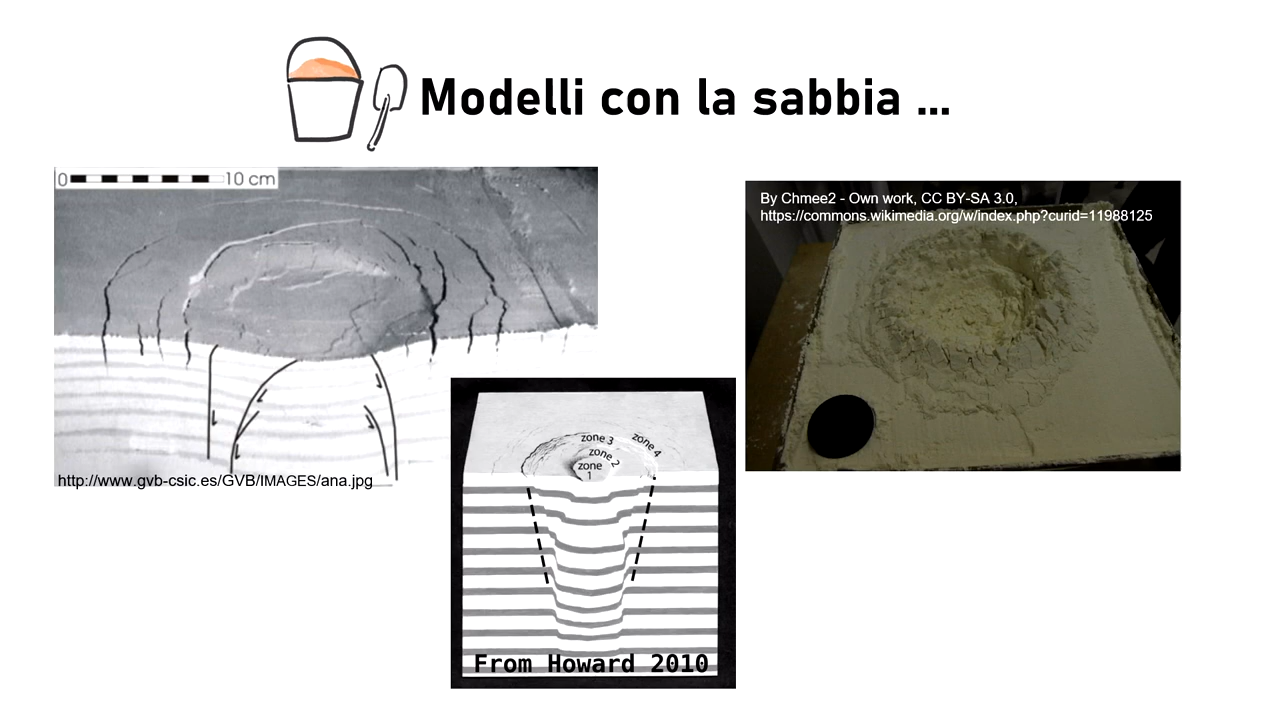 Modelli con la sabbia ...
0 10 cm
http://www.gvb-csic.es/GVB/IMAGES/ana.jpg
By Chmee2 - Own work, CC BY-SA 3.0,
https://commons.wikimedia.org/w/index.php?curid=11988125
zone 3
zone 4
zone 2
zone
1
From Howard 2010